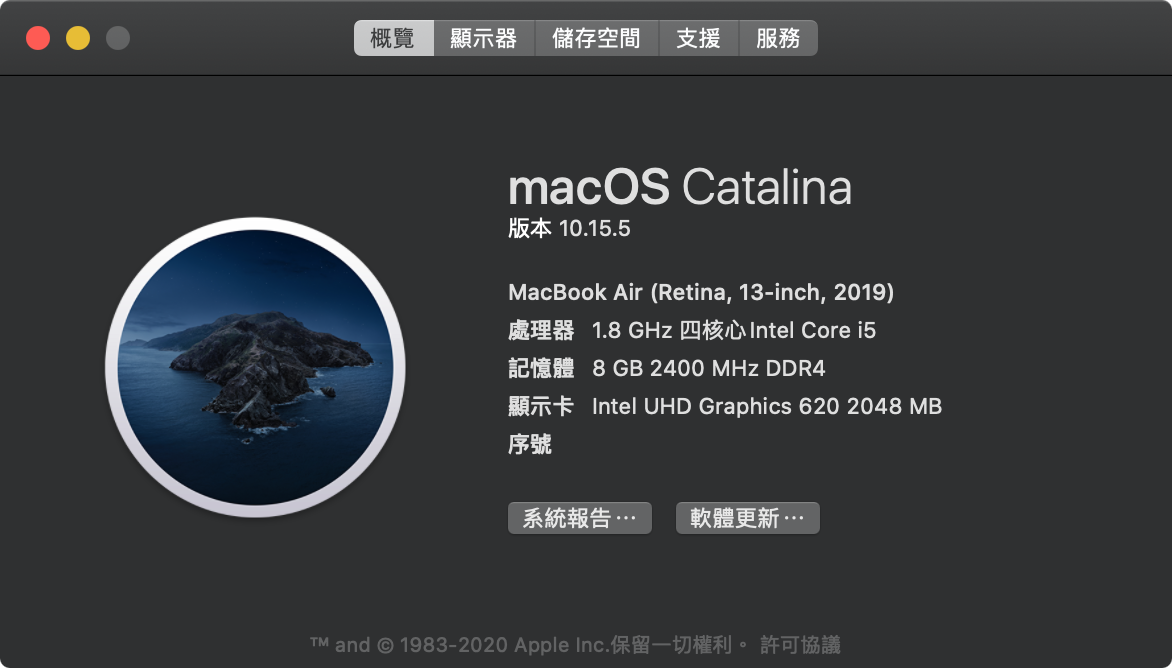 概覽 顯示器 儲存空間 支援 服務
macOS Catalina
版本 10.15.5
MacBook Air (Retina, 13-inch, 2019)
處理器 1.8 GHz 四核心Intel Core i5
記憶體 8 GB 2400 MHz DDR4
顯示卡 Intel UHD Graphics 620 2048 MB
序號
系統報告⋯ 軟體更新⋯
™ and © 1983-2020 Apple Inc.保留一切權利。 許可協議